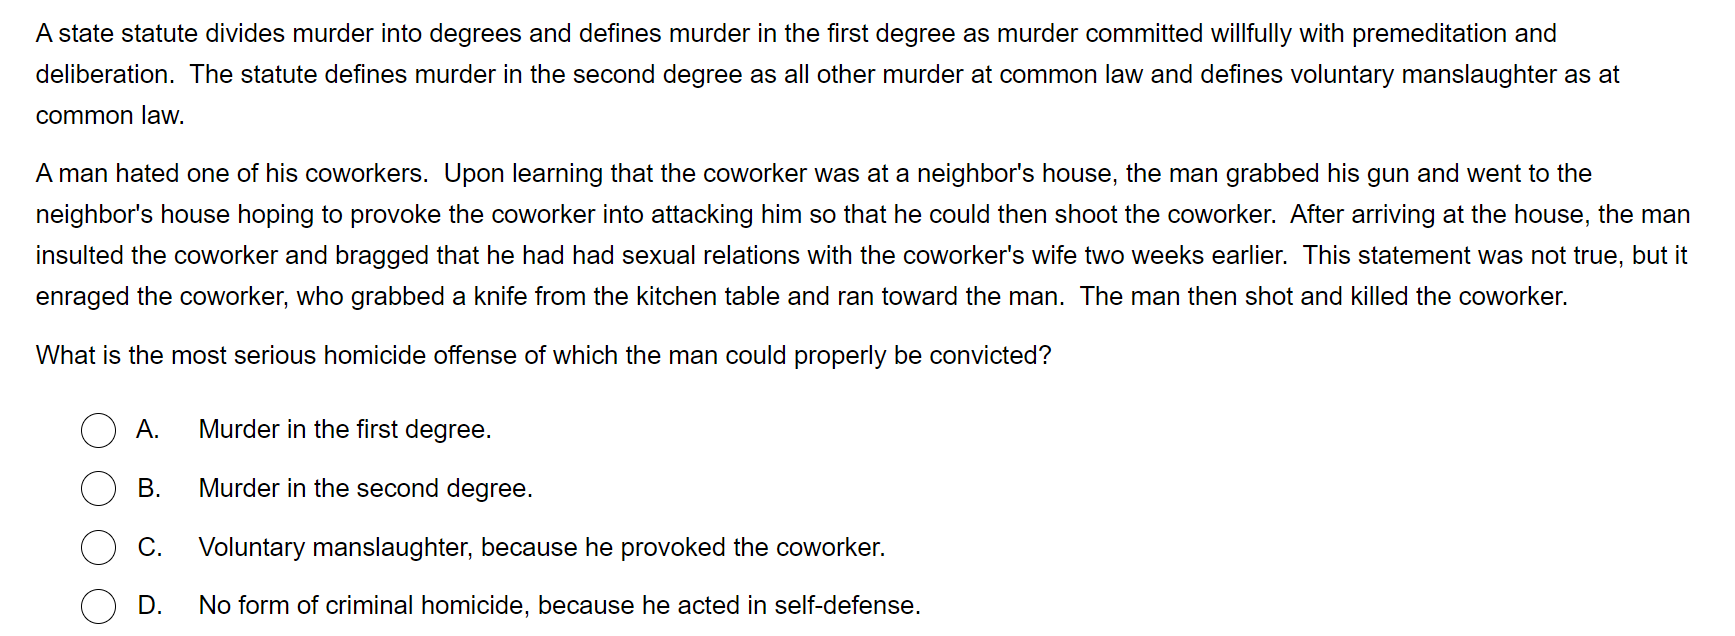 A state statute divides murder into degrees and defines murder in the first degree as murder committed willfully with premeditation and
deliberation.  The statute defines murder in the second degree as all other murder at common law and defines voluntary manslaughter as at
common law.
A man hated one of his coworkers.  Upon learning that the coworker was at a neighbor's house, the man grabbed his gun and went to the
neighbor's house hoping to provoke the coworker into attacking him so that he could then shoot the coworker.  After arriving at the house, the man
insulted the coworker and bragged that he had had sexual relations with the coworker's wife two weeks earlier.  This statement was not true, but it
enraged the coworker, who grabbed a knife from the kitchen table and ran toward the man.  The man then shot and killed the coworker.
What is the most serious homicide offense of which the man could properly be convicted?
A. Murder in the first degree.
B. Murder in the second degree.
C. Voluntary manslaughter, because he provoked the coworker.
D. No form of criminal homicide, because he acted in self-defense.